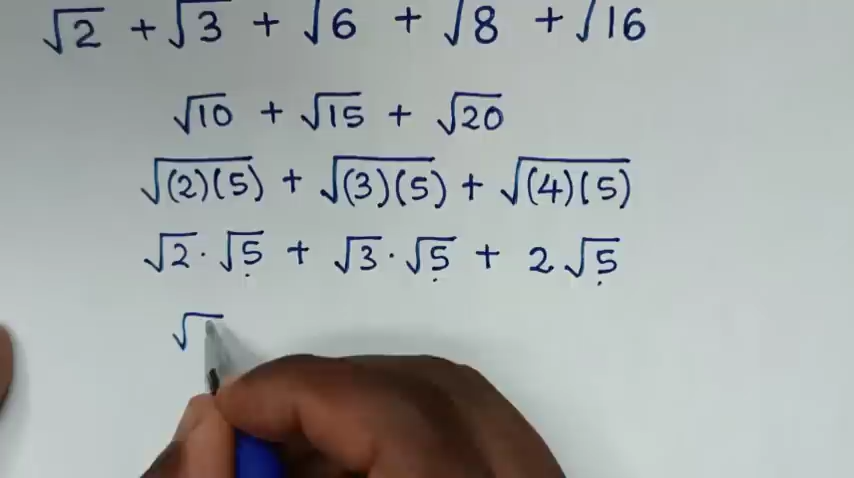 √2 + √3 + √6 + √8 + √16
√10 + √15 + √20
√(2)(5) + √(3)(5) + √(4)(5)
√2 · √5 + √3 · √5 + 2√5
√